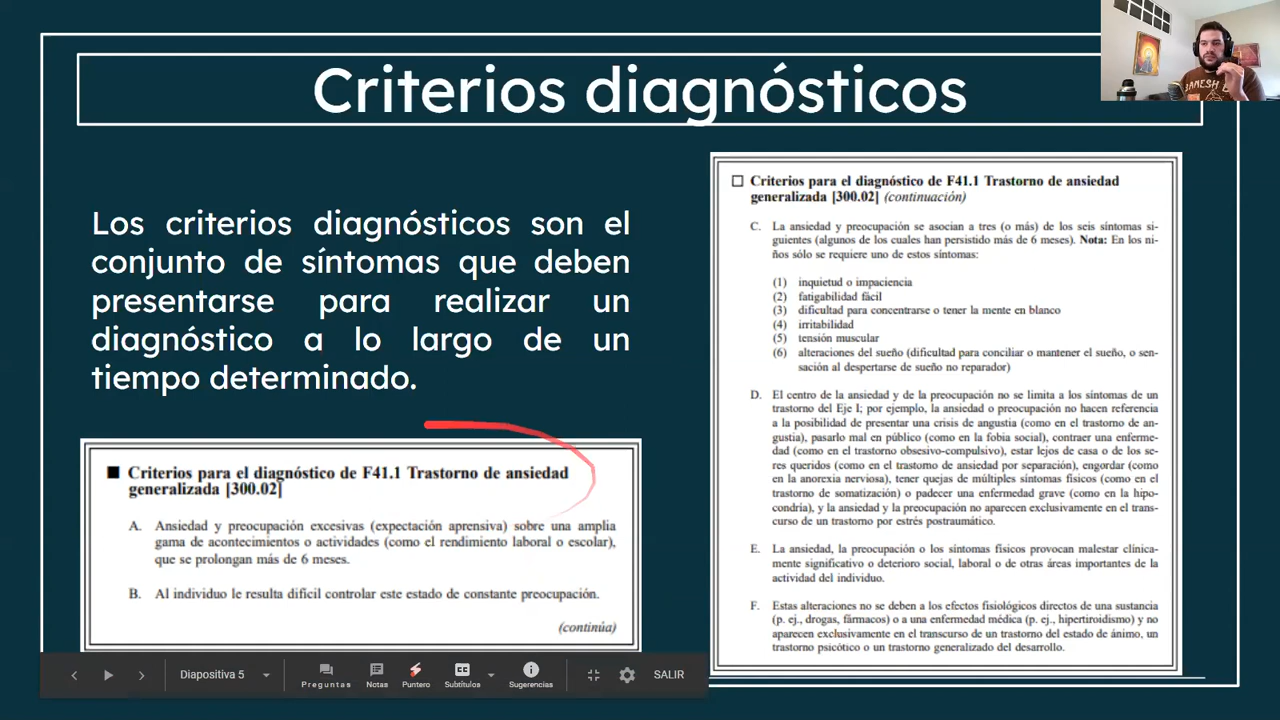 Criterios diagnósticos
Los criterios diagnósticos son el
conjunto de síntomas que deben
presentarse para realizar un
diagnóstico a lo largo de un
tiempo determinado.
■ Criterios para el diagnóstico de F41.1 Trastorno de ansiedad
generalizada [300.02]
A. Ansiedad y preocupación excesivas (expectación aprensiva) sobre una amplia
gama de acontecimientos o actividades (como el rendimiento laboral o escolar),
que se prolongan más de 6 meses.
B. Al individuo le resulta difícil controlar este estado de constante preocupación.
(continúa)
□ Criterios para el diagnóstico de F41.1 Trastorno de ansiedad
generalizada [300.02] (continuación)
C. La ansiedad y preocupación se asocian a tres (o más) de los seis síntomas si-
guientes (algunos de los cuales han persistido más de 6 meses). Nota: En los ni-
ños sólo se requiere uno de estos síntomas:
(1) inquietud o impaciencia
(2) fatigabilidad fácil
(3) dificultad para concentrarse o tener la mente en blanco
(4) irritabilidad
(5) tensión muscular
(6) alteraciones del sueño (dificultad para conciliar o mantener el sueño, o sen-
sación al despertarse de sueño no reparador)
D. El centro de la ansiedad y de la preocupación no se limita a los síntomas de un
trastorno del Eje I; por ejemplo, la ansiedad o preocupación no hacen referencia
a la posibilidad de presentar una crisis de angustia (como en el trastorno de an-
gustia), pasarlo mal en público (como en la fobia social), contraer una enferme-
dad (como en el trastorno obsesivo-compulsivo), estar lejos de casa o de los se-
res queridos (como en el trastorno de ansiedad por separación), engordar (como
en la anorexia nerviosa), tener quejas de múltiples síntomas físicos (como en el
trastorno de somatización) o padecer una enfermedad grave (como en la hipo-
condría), y la ansiedad y la preocupación no aparecen exclusivamente en el trans-
curso de un trastorno por estrés postraumático.
E. La ansiedad, la preocupación o los síntomas físicos provocan malestar clínica-
mente significativo o deterioro social, laboral o de otras áreas importantes de la
actividad del individuo.
F. Estas alteraciones no se deben a los efectos fisiológicos directos de una sustancia
(p. ej., drogas, fármacos) o a una enfermedad médica (p. ej., hipertiroidismo) y no
aparecen exclusivamente en el transcurso de un trastorno del estado de ánimo, un
trastorno psicótico o un trastorno generalizado del desarrollo.
Diapositiva 5
Preguntas
Notas
Puntero
Subtítulos
Sugerencias
SALIR